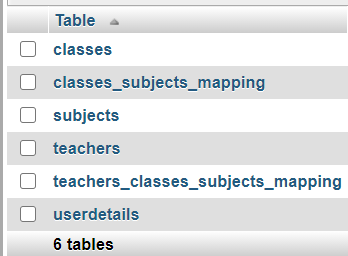 Table
classes
classes_subjects_mapping
subjects
teachers
teachers_classes_subjects_mapping
userdetails
6 tables